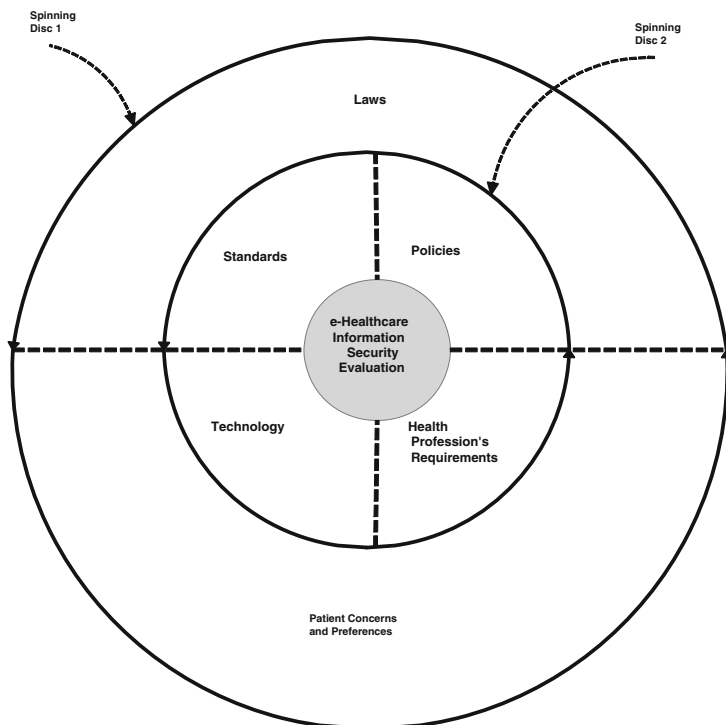 Spinning
Disc 1
Spinning
Disc 2
Laws
Standards
Policies
e-Healthcare
Information
Security
Evaluation
Technology
Health
Profession's
Requirements
Patient Concerns
and Preferences